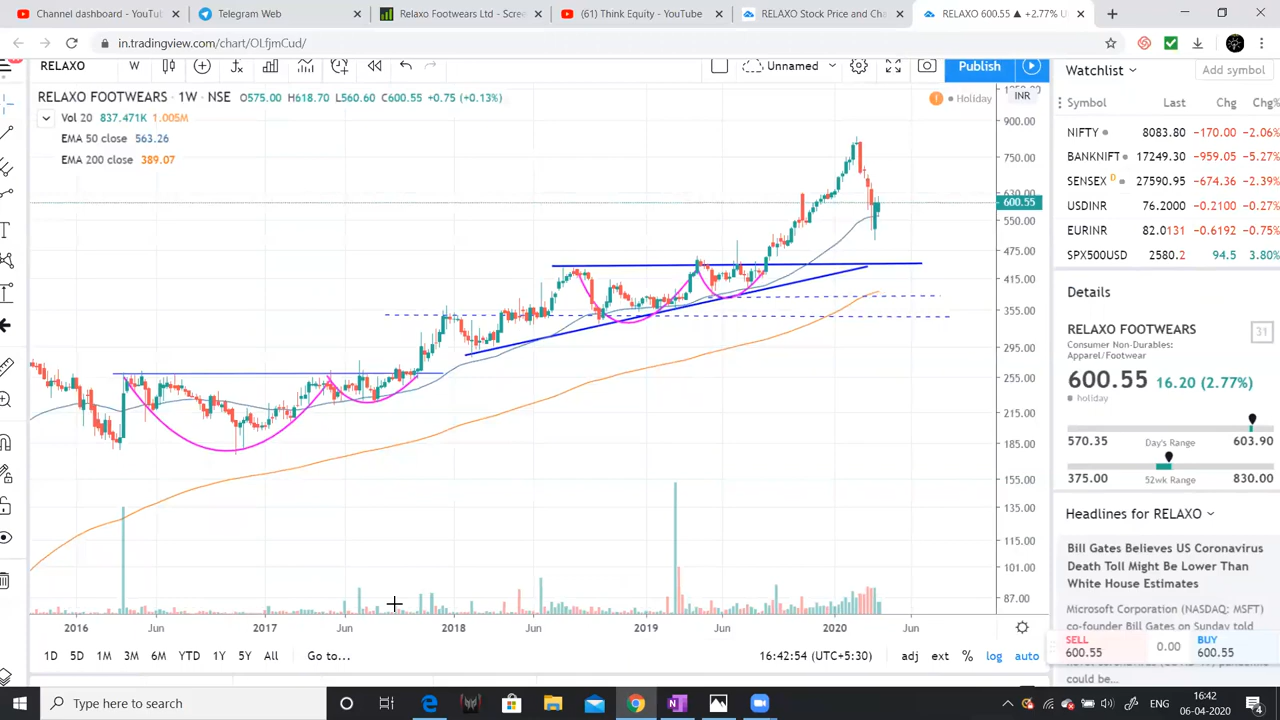 Channel dashboard - YouTu
Telegram Web
Relaxo Footwears Ltd - Scree
(61) Think Equity - YouTube
RELAXO Stock Price and Cha
RELAXO 600.55 ▲ +2.77% U
in.tradingview.com/chart/OLfjmCud/
RELAXO W Unnamed Publish
RELAXO FOOTWEARS · 1W · NSE O575.00 H618.70 L560.60 C600.55 +0.75 (+0.13%)
Holiday
INR
Vol 20 837.471K 1.005M
EMA 50 close 563.26
EMA 200 close 389.07
900.00
750.00
630.00
600.55
550.00
475.00
415.00
355.00
295.00
255.00
215.00
185.00
155.00
135.00
115.00
101.00
87.00
2016 Jun 2017 Jun 2018 Jun 2019 Jun 2020 Jun
1D 5D 1M 3M 6M YTD 1Y 5Y All Go to... 16:42:54 (UTC+5:30) adj ext % log auto
Watchlist Add symbol
Symbol Last Chg Chg%
NIFTY 8083.80 −170.00 −2.06%
BANKNIFT 17249.30 −959.05 −5.27%
SENSEX D 27590.95 −674.36 −2.39%
USDINR 76.2000 −0.2100 −0.27%
EURINR 82.0131 −0.6192 −0.75%
SPX500USD 2580.2 94.5 3.80%
Details
RELAXO FOOTWEARS 31
Consumer Non-Durables:
Apparel/Footwear
600.55 16.20 (2.77%)
holiday
570.35 Day's Range 603.90
375.00 52wk Range 830.00
Headlines for RELAXO
Bill Gates Believes US Coronavirus
Death Toll Might Be Lower Than
White House Estimates
Microsoft Corporation (NASDAQ: MSFT)
co-founder Bill Gates on Sunday told
SELL 0.00 BUY
600.55 600.55
could be...
Type here to search
ENG
16:42
06-04-2020
4